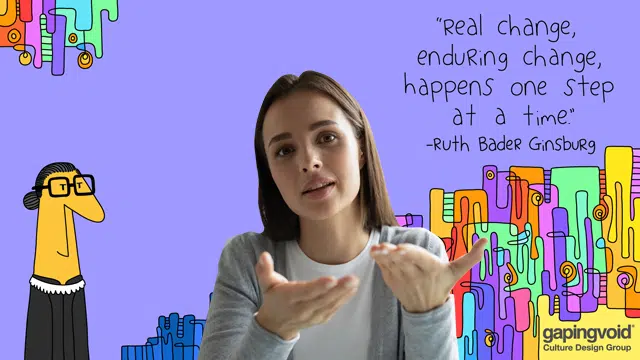 "Real change,
enduring change,
happens one step
at a time."
-Ruth Bader Ginsburg
gapingvoid®
Culture Design Group